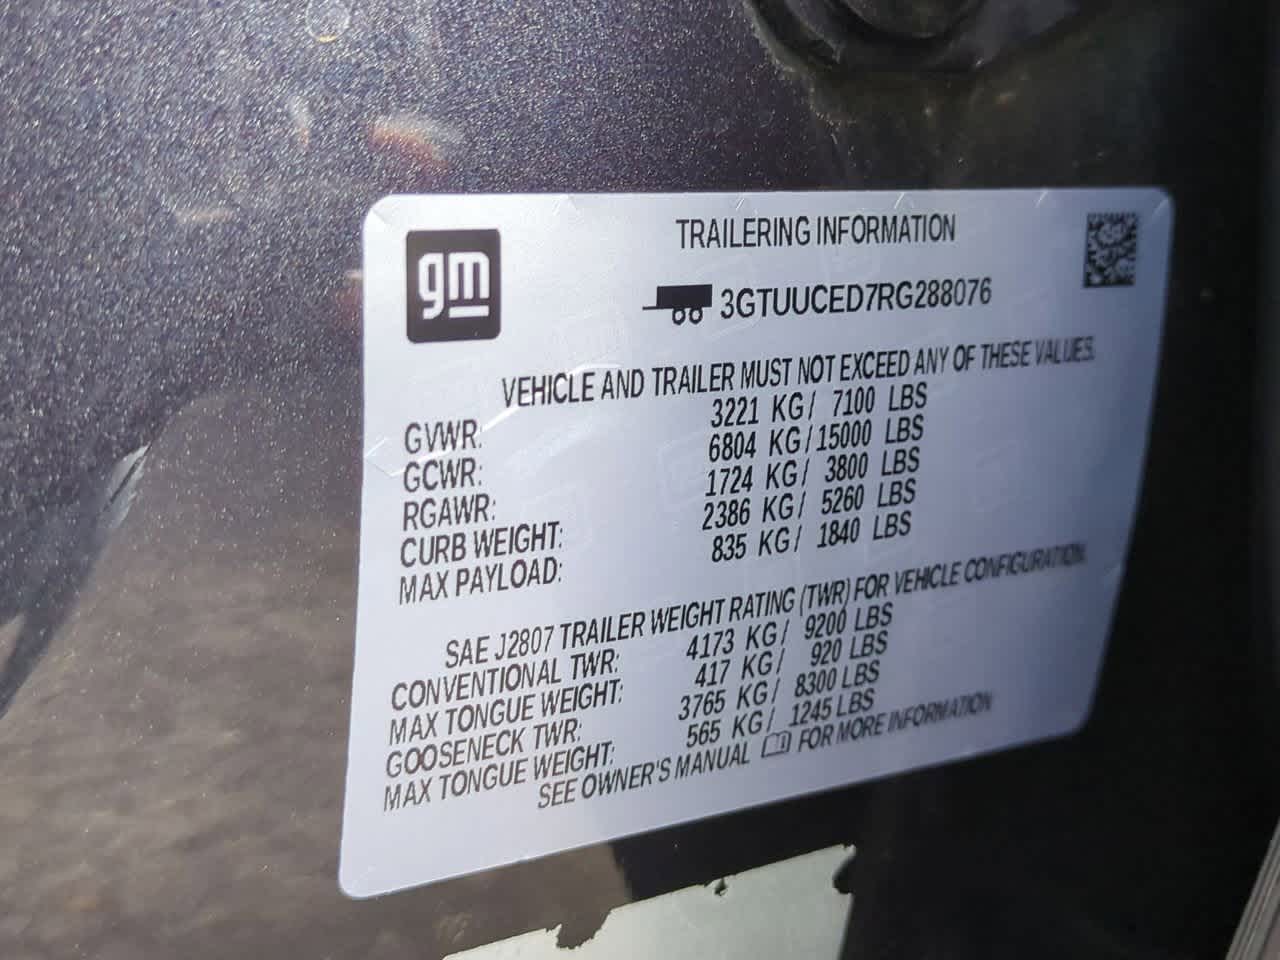 gm
TRAILERING INFORMATION
3GTUUCED7RG288076
VEHICLE AND TRAILER MUST NOT EXCEED ANY OF THESE VALUES.
GVWR: 3221 KG/ 7100 LBS
GCWR: 6804 KG/15000 LBS
RGAWR: 1724 KG/ 3800 LBS
CURB WEIGHT: 2386 KG/ 5260 LBS
MAX PAYLOAD: 835 KG/ 1840 LBS
SAE J2807 TRAILER WEIGHT RATING (TWR) FOR VEHICLE CONFIGURATION.
CONVENTIONAL TWR: 4173 KG/ 9200 LBS
MAX TONGUE WEIGHT: 417 KG/ 920 LBS
GOOSENECK TWR: 3765 KG/ 8300 LBS
MAX TONGUE WEIGHT: 565 KG/ 1245 LBS
SEE OWNER'S MANUAL FOR MORE INFORMATION